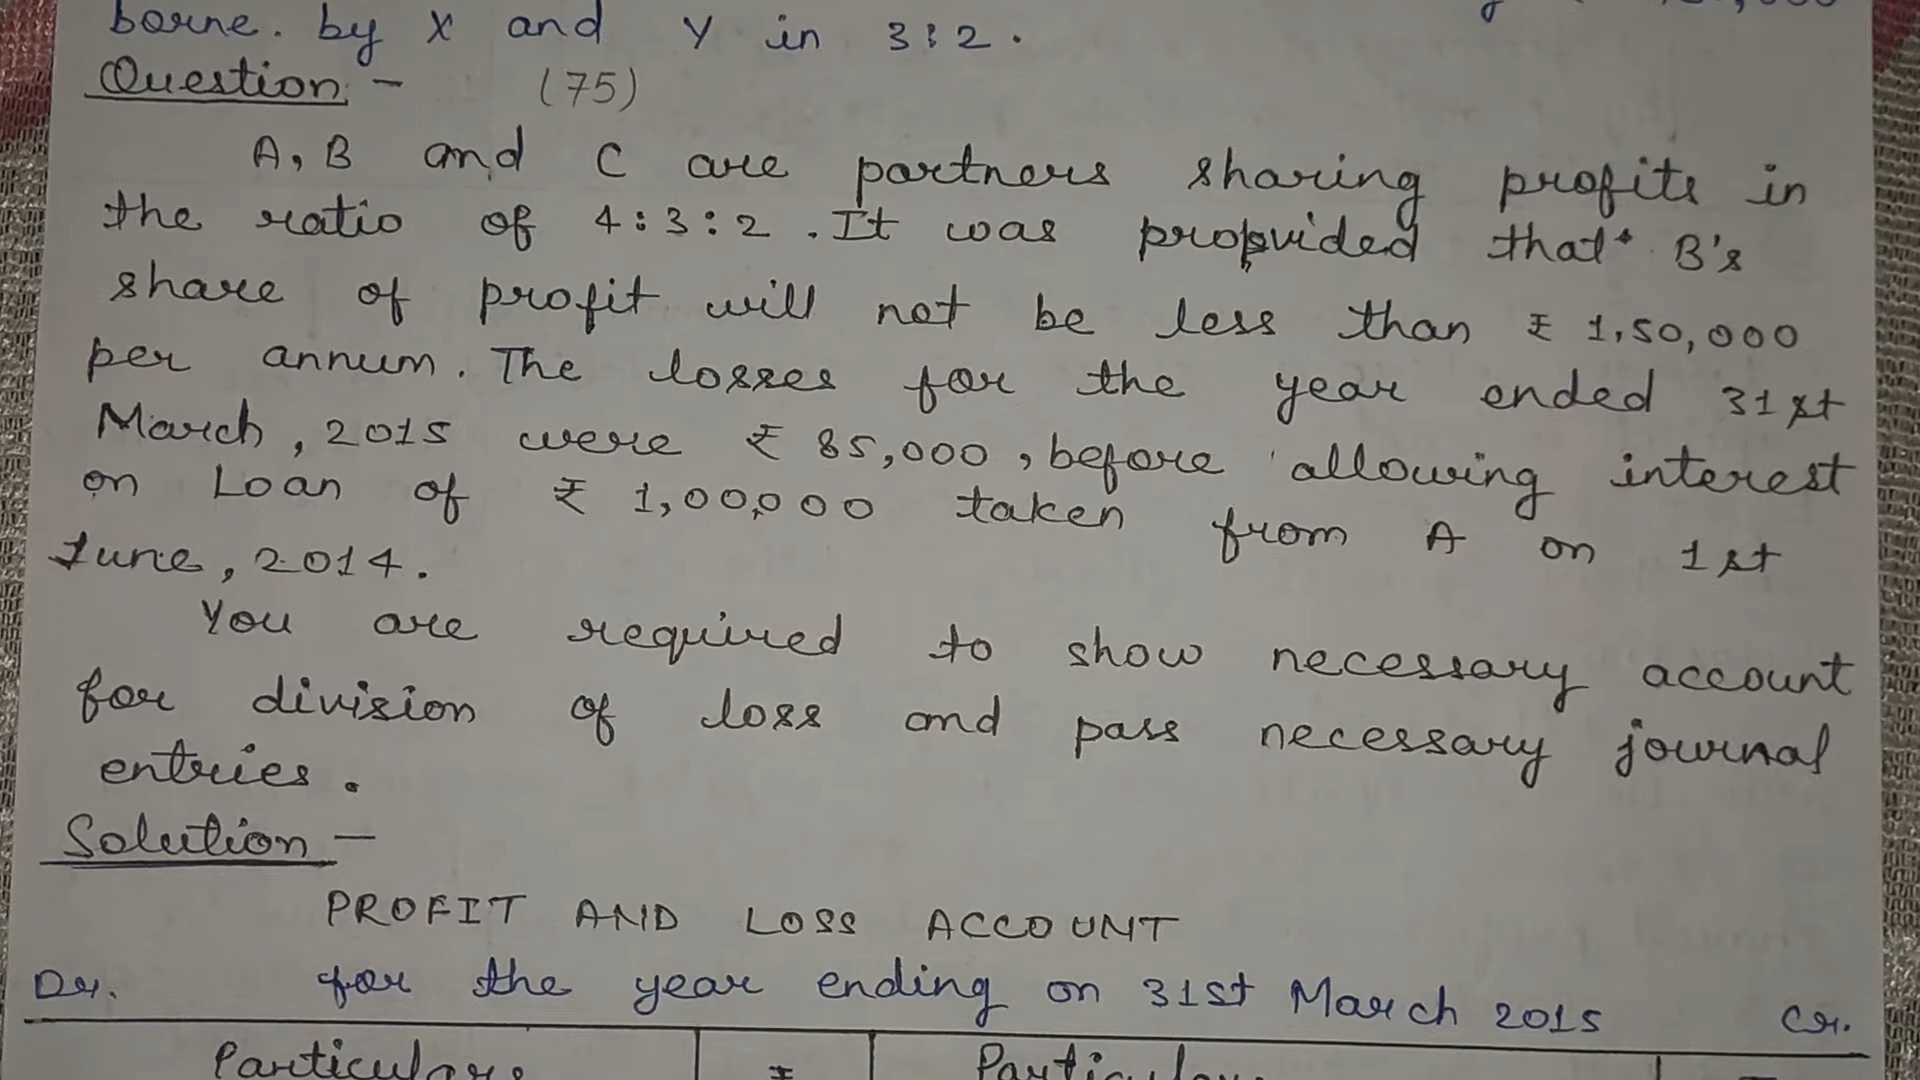 borne. by X and Y in 3:2.
Question - (75)
A, B and C are partners sharing profits in
the ratio of 4:3:2. It was propvided that B's
share of profit will not be less than ₹ 1,50,000
per annum. The losses for the year ended 31st
March, 2015 were ₹ 85,000, before allowing interest
on Loan of ₹ 1,00,000 taken from A on 1st
June, 2014.
You are required to show necessary account
for division of loss and pass necessary journal
entries.
Solution -
PROFIT AND LOSS ACCOUNT
Dr. for the year ending on 31st March 2015 Cr.
Particulars ₹ Particulars